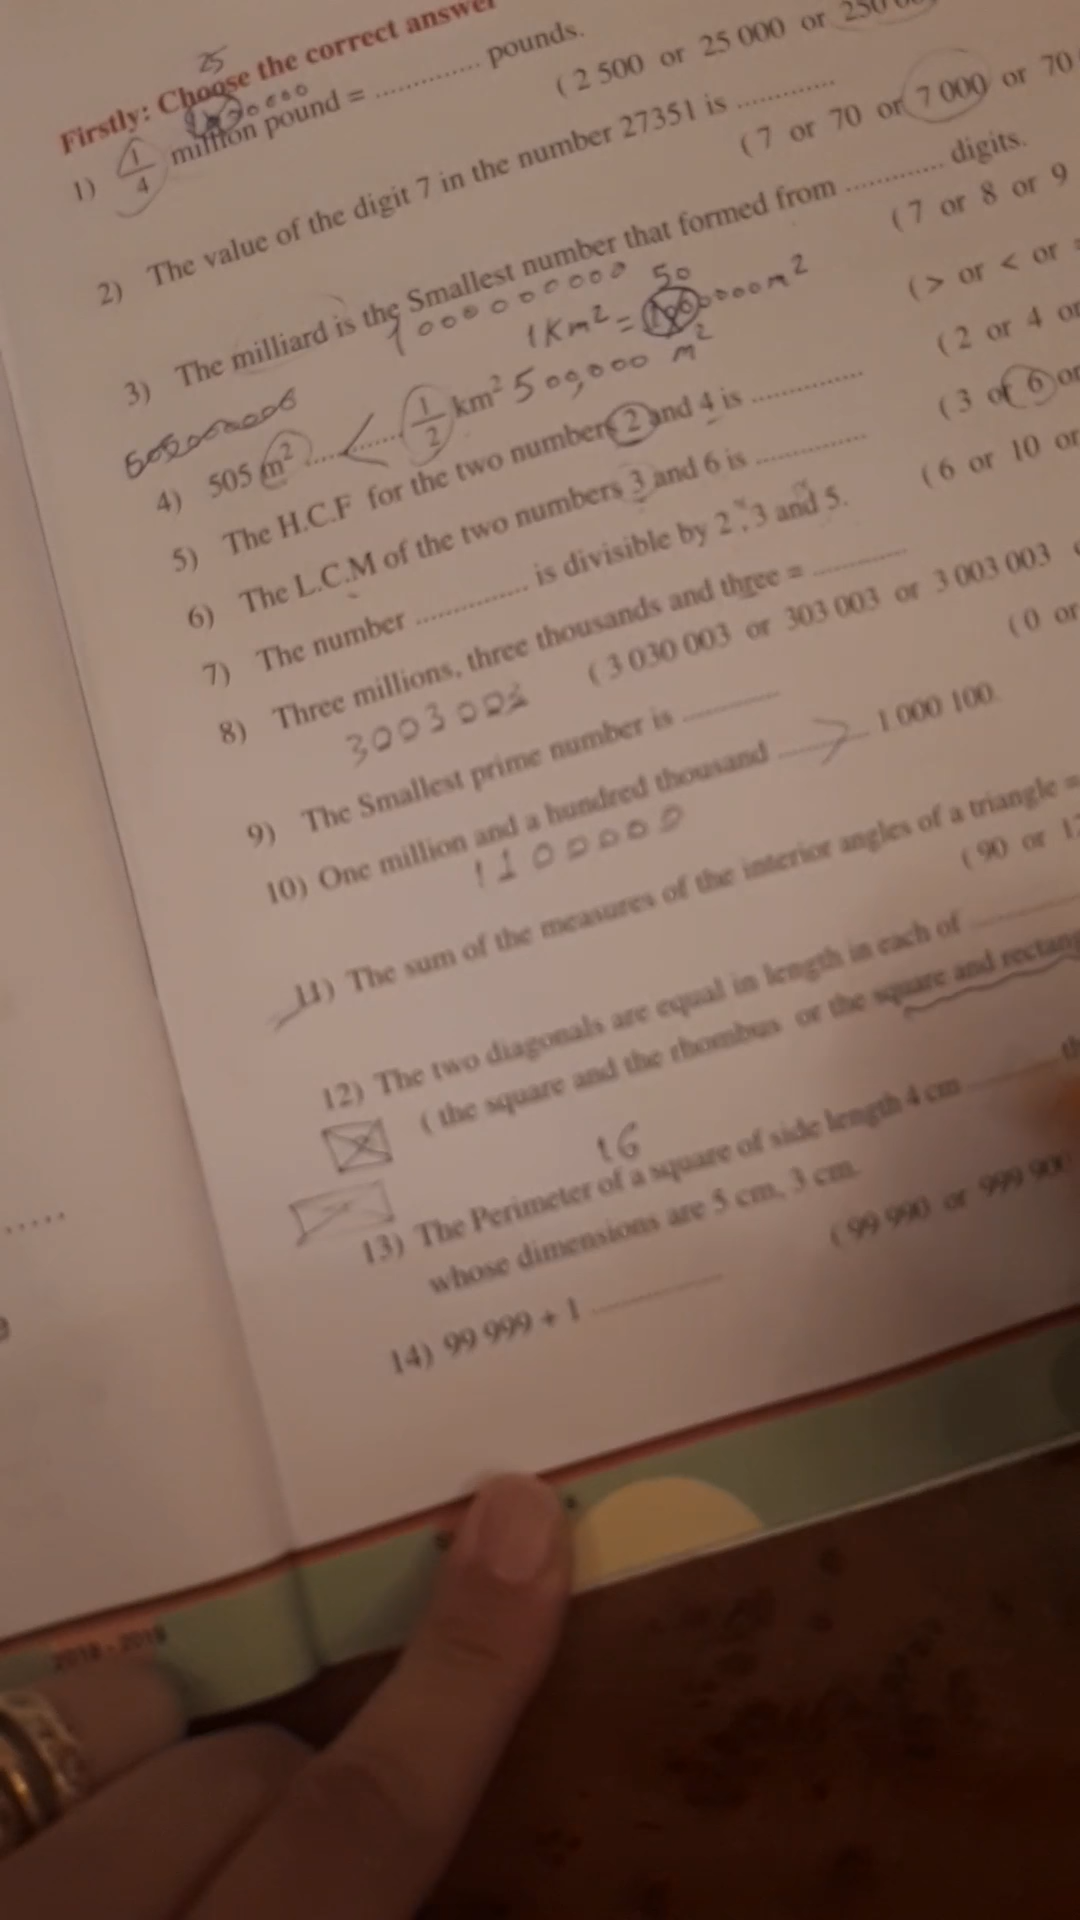 Firstly: Choose the correct answer
25
1) 1/4 million pound = ............ pounds.
( 2 500 or 25 000 or 250
2) The value of the digit 7 in the number 27351 is ............
( 7 or 70 or 7 000 or 70
3) The milliard is the Smallest number that formed from ............ digits.
( 7 or 8 or 9
1000000000
50
1Km² = 0000m²
( > or < or =
4) 505 m² ......<...... 1/2 km² 500,000 m²
( 2 or 4 or
5) The H.C.F for the two numbers 2 and 4 is ............
( 3 or 6 or
6) The L.C.M of the two numbers 3 and 6 is ............
( 6 or 10 or
7) The number ............ is divisible by 2, 3 and 5.
8) Three millions, three thousands and three = ............
( 3 030 003 or 303 003 or 3 003 003
3003003
( 0 or
9) The Smallest prime number is ............
10) One million and a hundred thousand ......>...... 1 000 100.
1100000
11) The sum of the measures of the interior angles of a triangle =
( 90 or
12) The two diagonals are equal in length in each of ............
( the square and the rhombus or the square and rectang
16
13) The Perimeter of a square of side length 4 cm ............ th
whose dimensions are 5 cm, 3 cm.
( 99 990 or 999 900
14) 99 999 + 1 ............
2018 - 2019